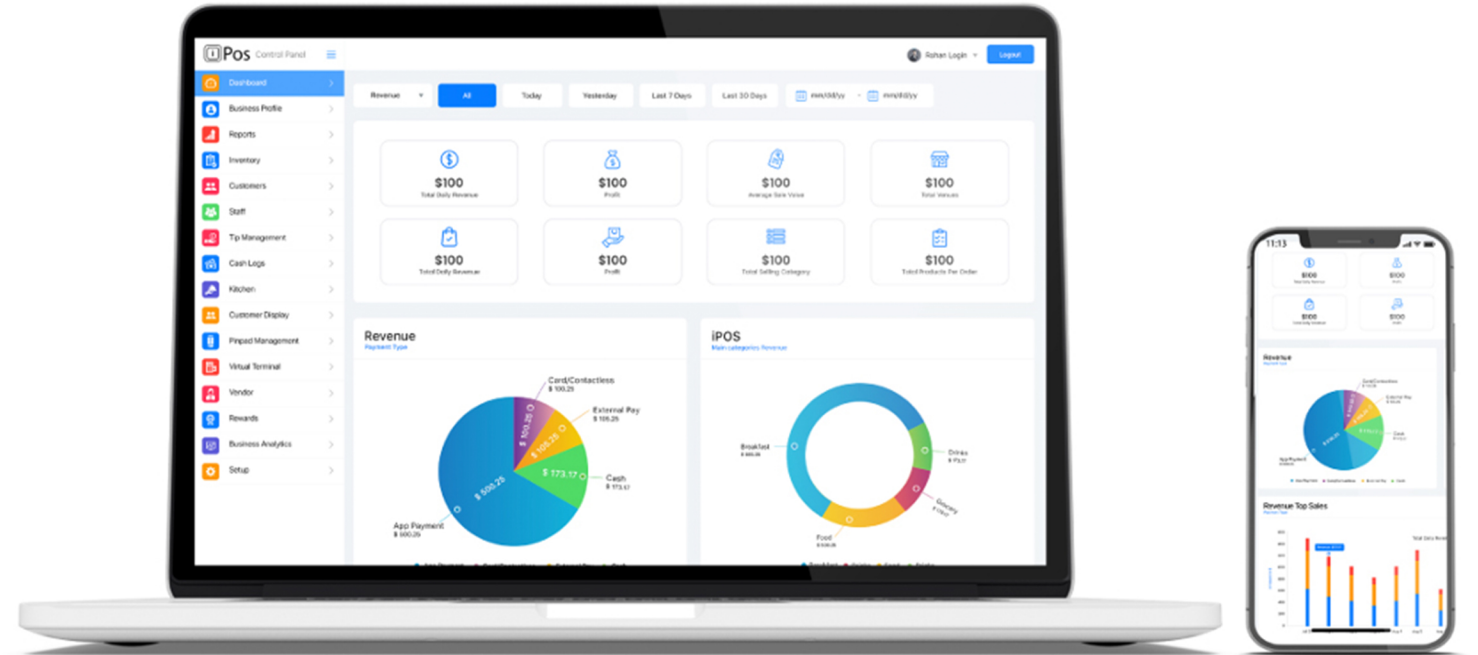 iPos Control Panel
Rohan Login
Logout
Dashboard
Business Profile
Reports
Inventory
Customers
Staff
Tip Management
Cash Logs
Kitchen
Customer Display
Pinpad Management
Virtual Terminal
Vendor
Rewards
Business Analytics
Setup
Revenue
All
Today
Yesterday
Last 7 Days
Last 30 Days
mm/dd/yy - mm/dd/yy
$100
Total Daily Revenue
$100
Profit
$100
Average Sale Value
$100
Total Venues
$100
Total Daily Revenue
$100
Profit
$100
Total Selling Category
$100
Total Products Per Order
Revenue
Payment Type
Card/Contactless
$ 100.25
External Pay
$ 105.25
Cash
$ 173.17
App Payment
$ 500.25
$ 100.25
$ 105.25
$ 173.17
$ 500.25
iPOS
Main categories Revenue
Breakfast
Drinks
Grocery
Food
11:13
$100
$100
$100
$100
Revenue
Card/Contactless
External Pay
Cash
App Payment
Revenue Top Sales